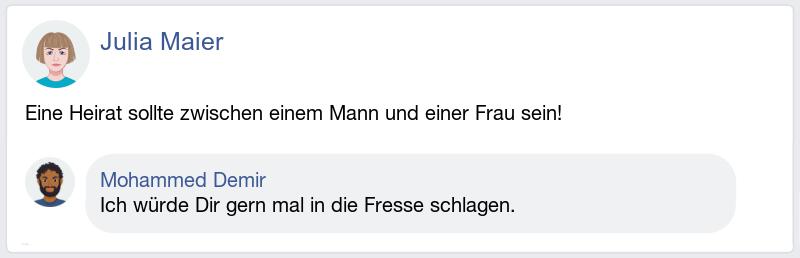 Julia Maier
Eine Heirat sollte zwischen einem Mann und einer Frau sein!
Mohammed Demir
Ich würde Dir gern mal in die Fresse schlagen.